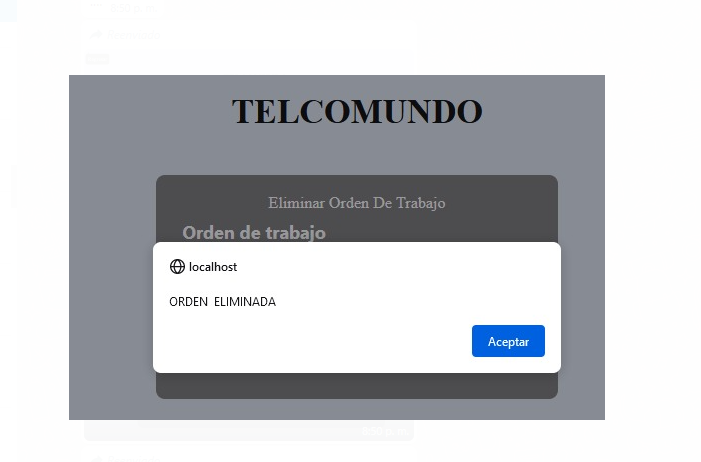 TELCOMUNDO
Eliminar Orden De Trabajo
Orden de trabajo
localhost
ORDEN ELIMINADA
Aceptar